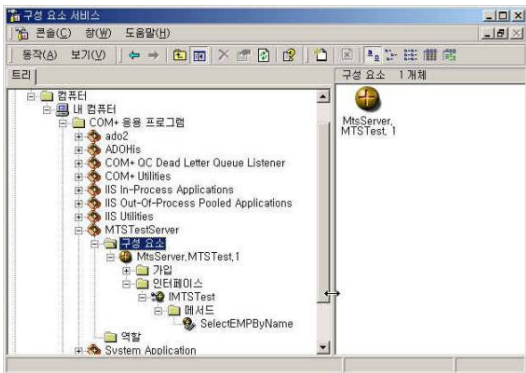 구성 요소 서비스
콘솔(C) 창(W) 도움말(H)
동작(A) 보기(V)
트리
구성 요소 1 개체
컴퓨터
내 컴퓨터
COM+ 응용 프로그램
ado2
ADOHis
COM+ QC Dead Letter Queue Listener
COM+ Utilities
IIS In-Process Applications
IIS Out-Of-Process Pooled Applications
IIS Utilities
MTSTestServer
구성 요소
MtsServer,MTSTest,1
가입
인터페이스
IMTSTest
메서드
SelectEMPByName
역할
System Application
MtsServer,
MTSTest, 1